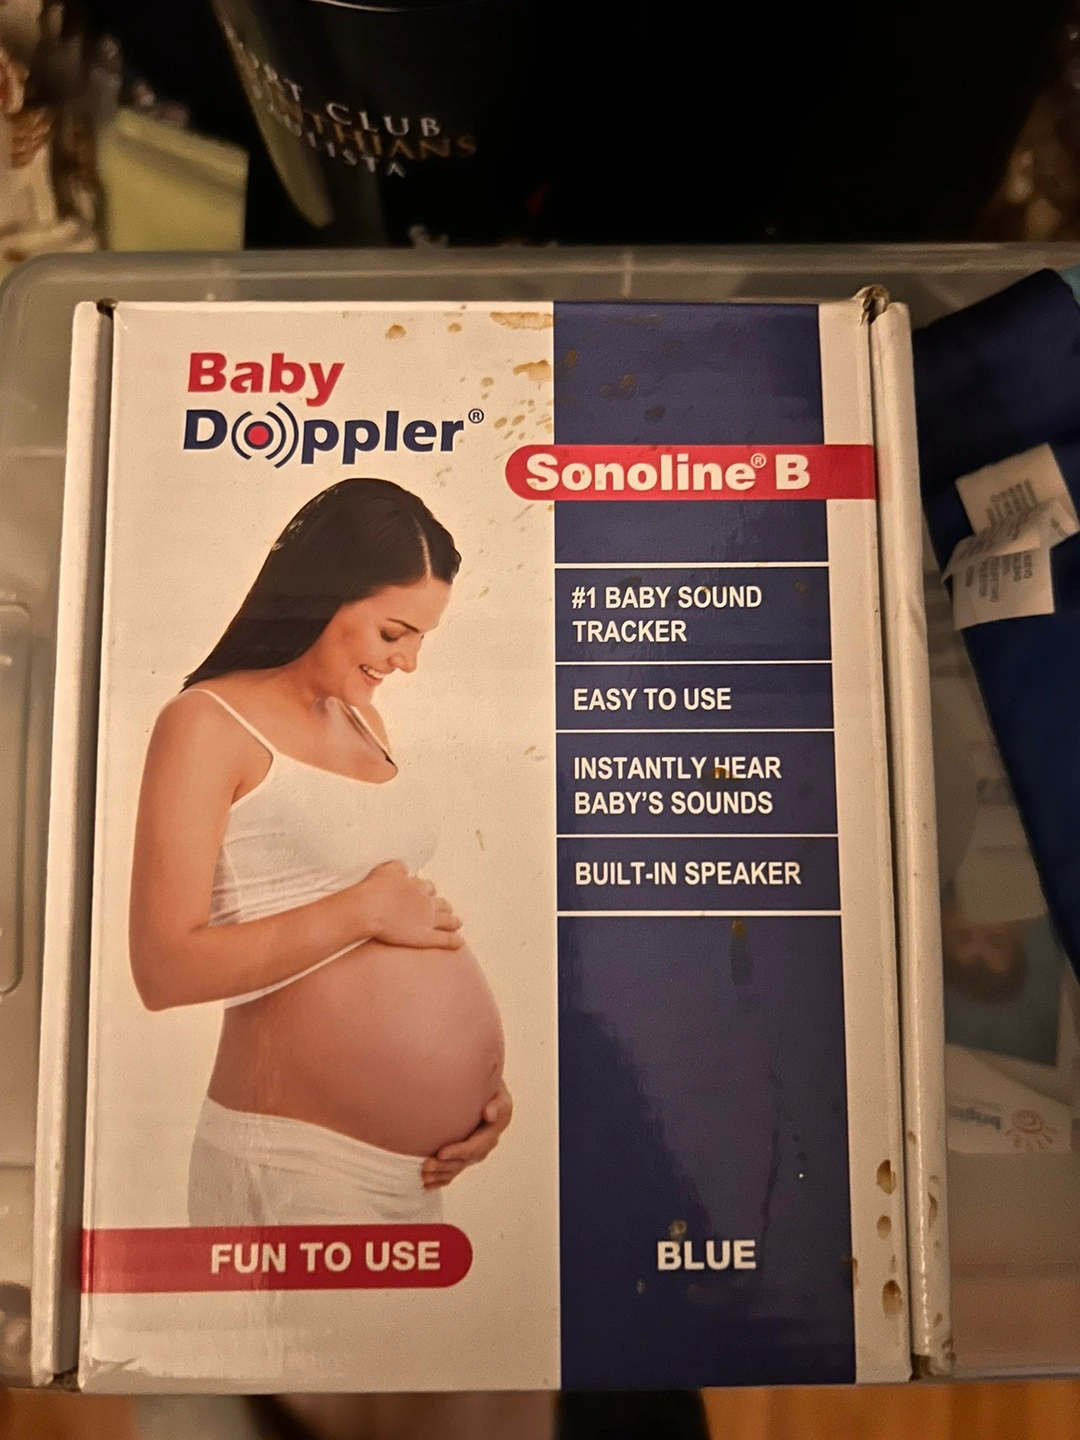 CLUB
Baby
Doppler®
Sonoline® B
#1 BABY SOUND
TRACKER
EASY TO USE
INSTANTLY HEAR
BABY'S SOUNDS
BUILT-IN SPEAKER
FUN TO USE
BLUE